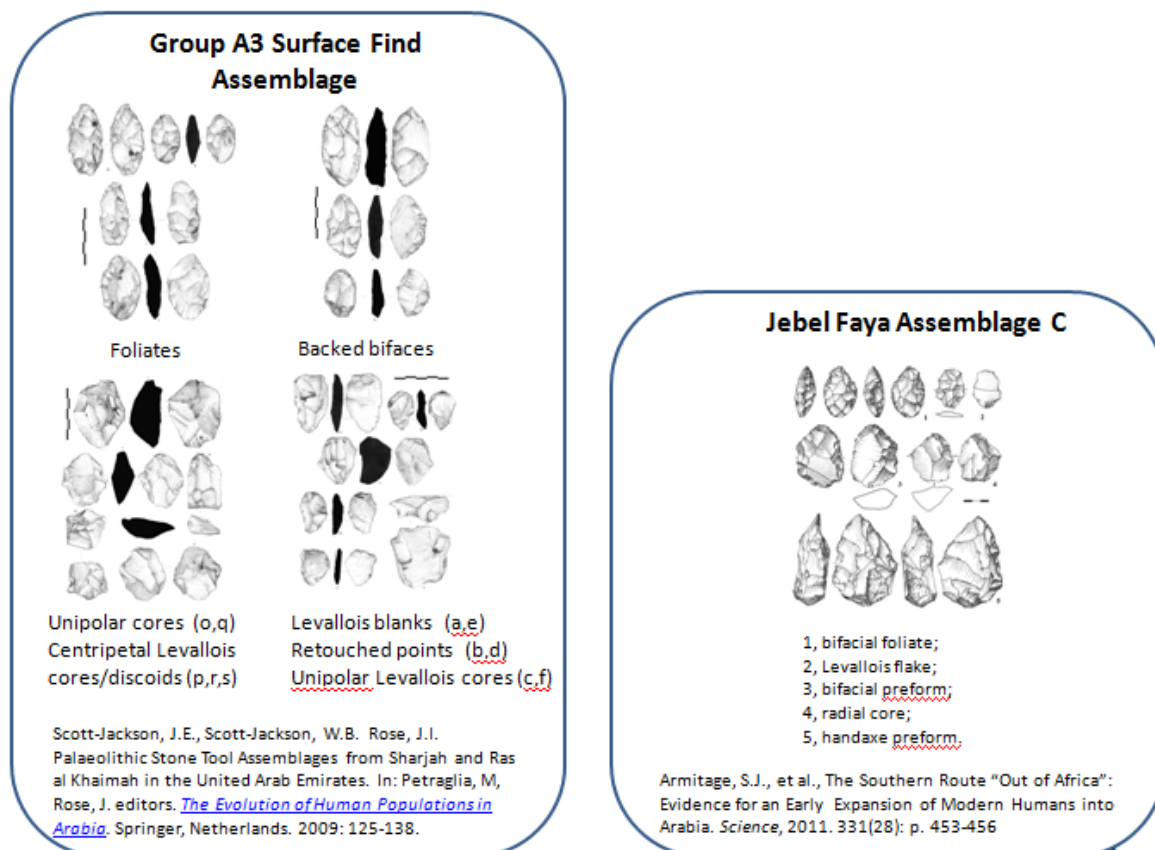 Group A3 Surface Find
Assemblage
Foliates
Backed bifaces
Unipolar cores (o,q)
Centripetal Levallois
cores/discoids (p,r,s)
Levallois blanks (a,e)
Retouched points (b,d)
Unipolar Levallois cores (c,f)
Scott-Jackson, J.E., Scott-Jackson, W.B. Rose, J.I.
Palaeolithic Stone Tool Assemblages from Sharjah and Ras
al Khaimah in the United Arab Emirates. In: Petraglia, M,
Rose, J. editors. The Evolution of Human Populations in
Arabia. Springer, Netherlands. 2009: 125-138.
Jebel Faya Assemblage C
1
2
3
4
5
1, bifacial foliate;
2, Levallois flake;
3, bifacial preform;
4, radial core;
5, handaxe preform.
Armitage, S.J., et al., The Southern Route “Out of Africa”:
Evidence for an Early Expansion of Modern Humans into
Arabia. Science, 2011. 331(28): p. 453-456